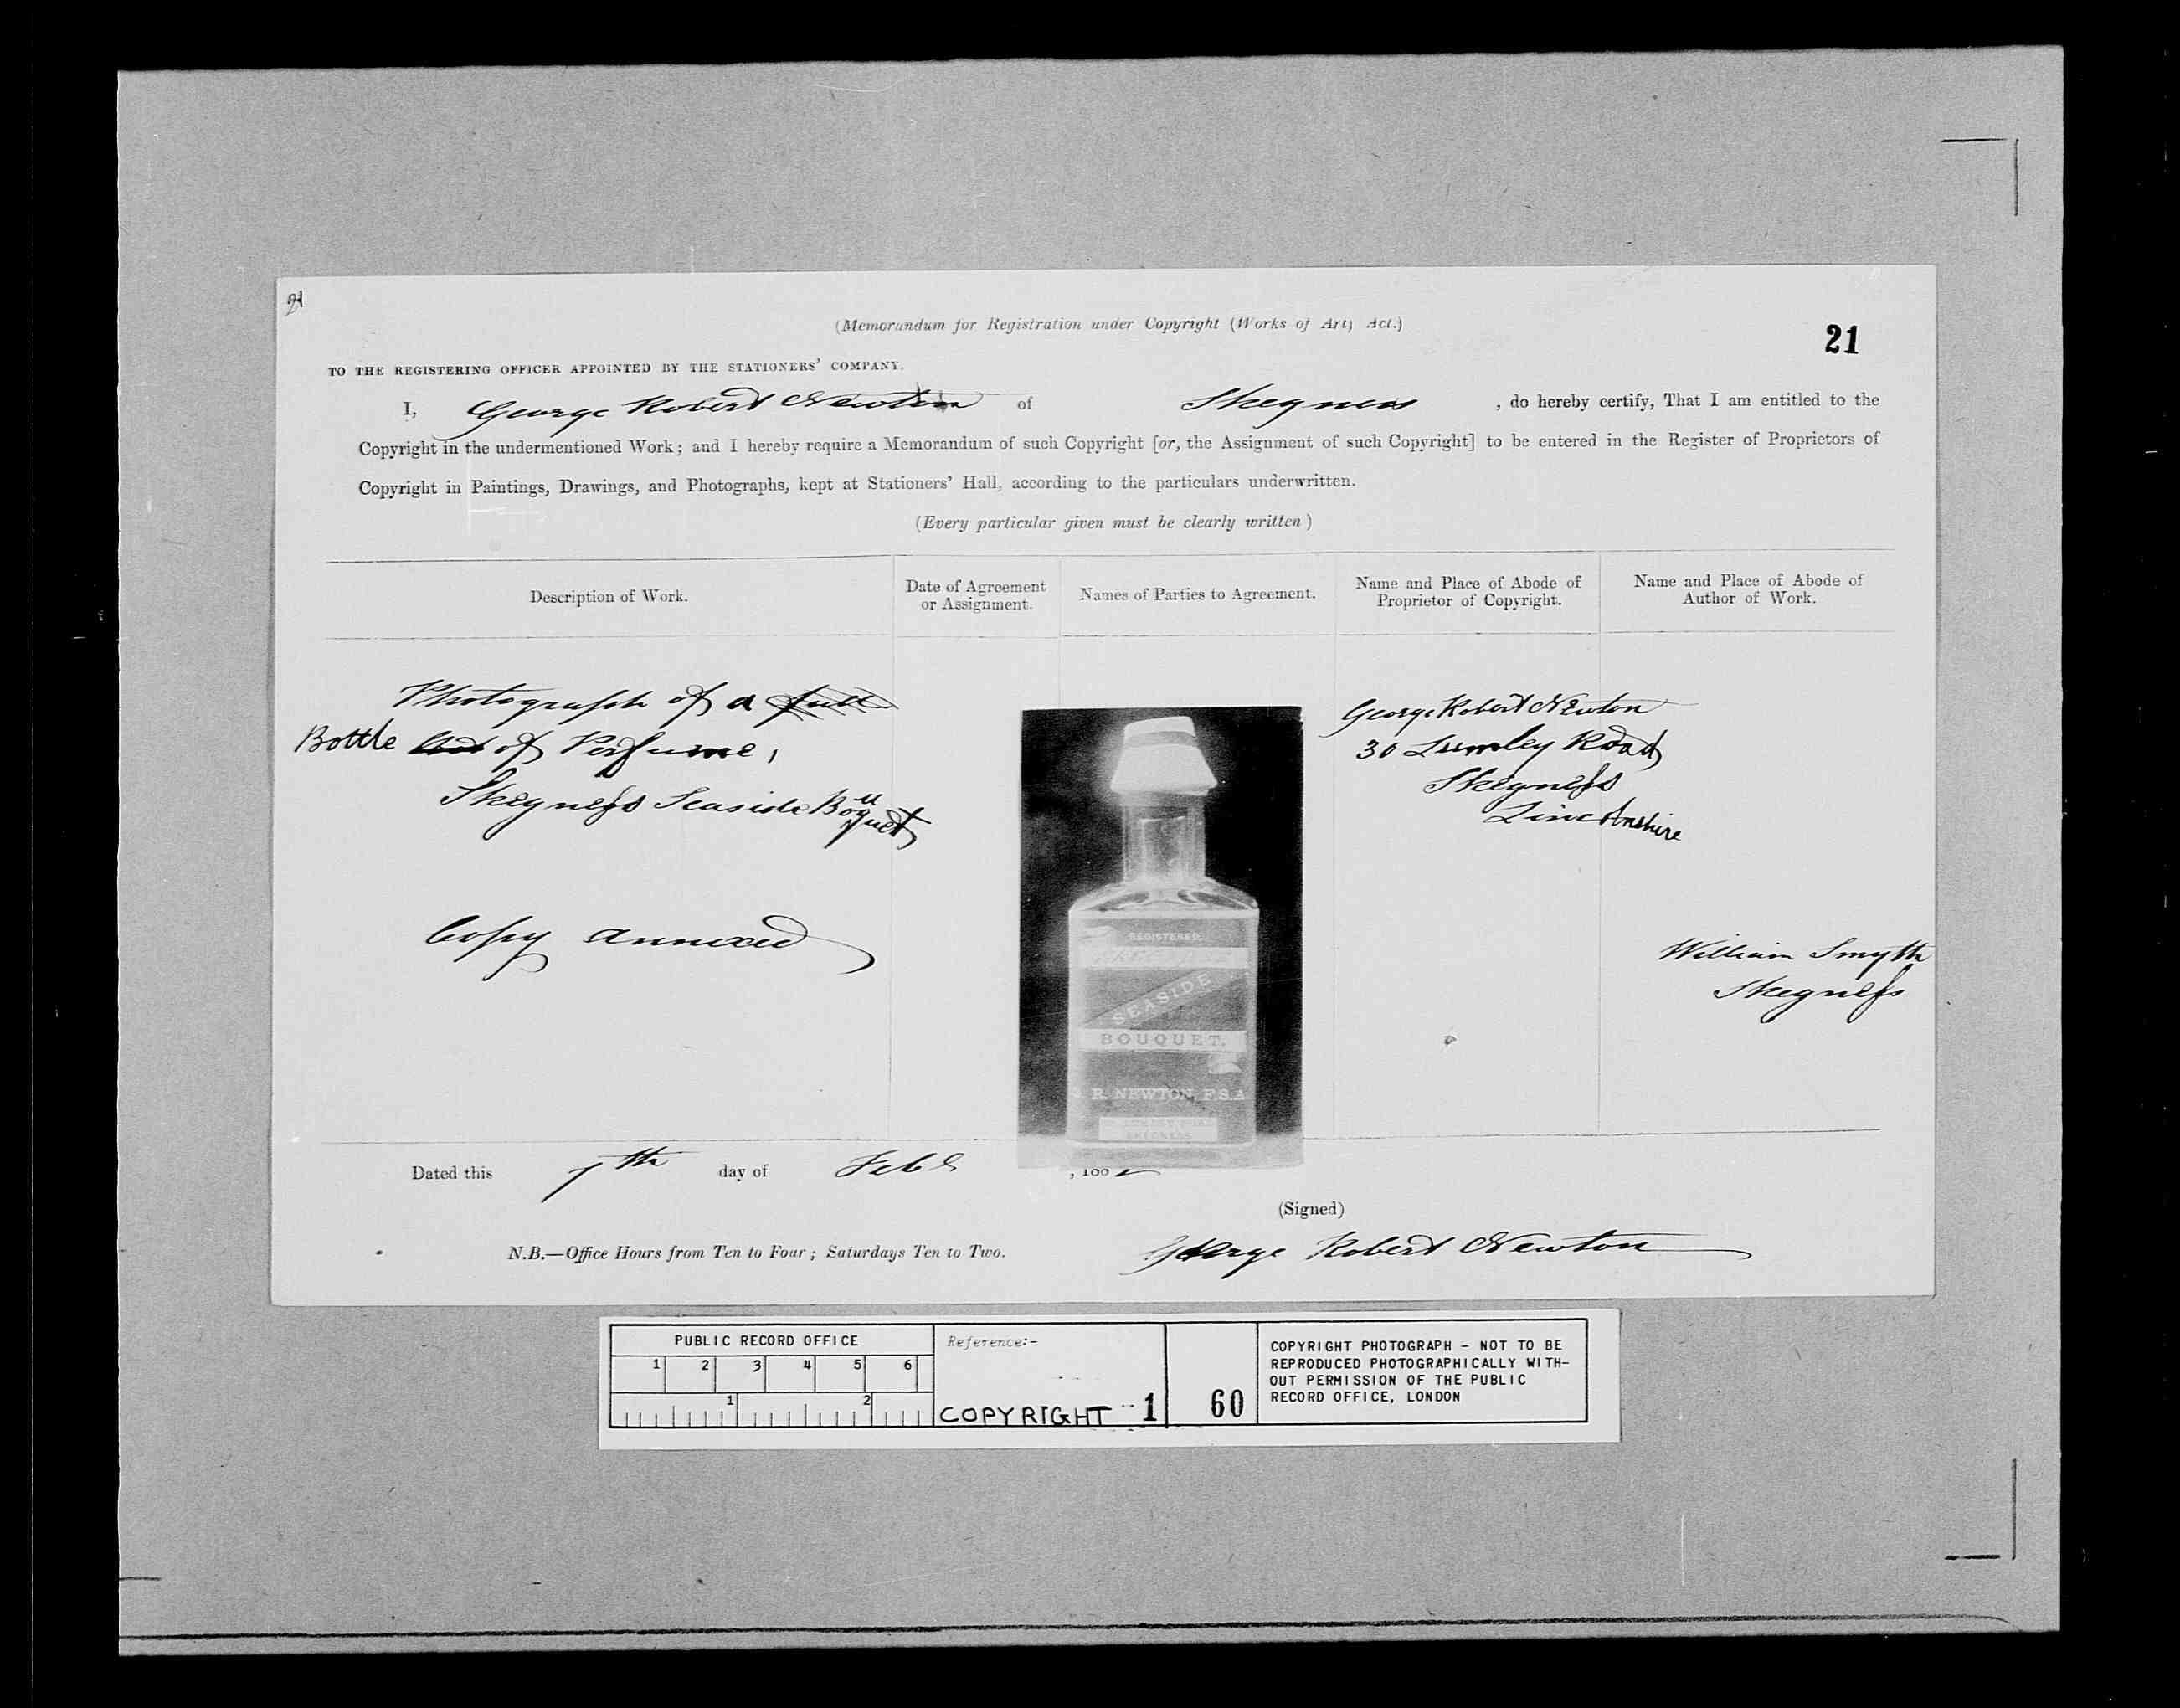 21
(Memorandum for Registration under Copyright (Works of Art) Act.)
21
TO THE REGISTERING OFFICER APPOINTED BY THE STATIONERS' COMPANY.
I, George Robert Newton of Skegness , do hereby certify, That I am entitled to the
Copyright in the undermentioned Work; and I hereby require a Memorandum of such Copyright [or, the Assignment of such Copyright] to be entered in the Register of Proprietors of
Copyright in Paintings, Drawings, and Photographs, kept at Stationers' Hall, according to the particulars underwritten.
(Every particular given must be clearly written)
Description of Work.
Date of Agreement
or Assignment.
Names of Parties to Agreement.
Name and Place of Abode of
Proprietor of Copyright.
Name and Place of Abode of
Author of Work.
Photograph of a full
Bottle of Perfume,
Skegness Seaside Bouquet
Copy annexed
REGISTERED.
SEASIDE
BOUQUET.
R. NEWTON, F.S.A
SKEGNESS
George Robert Newton
30 Lumley Road
Skegness
Lincolnshire
William Smyth
Skegness
Dated this 7th day of Feb , 1882
(Signed)
George Robert Newton
N.B.—Office Hours from Ten to Four; Saturdays Ten to Two.
PUBLIC RECORD OFFICE
1 2 3 4 5 6
1 2
Reference:-
COPYRIGHT 1
60
COPYRIGHT PHOTOGRAPH - NOT TO BE
REPRODUCED PHOTOGRAPHICALLY WITH-
OUT PERMISSION OF THE PUBLIC
RECORD OFFICE, LONDON